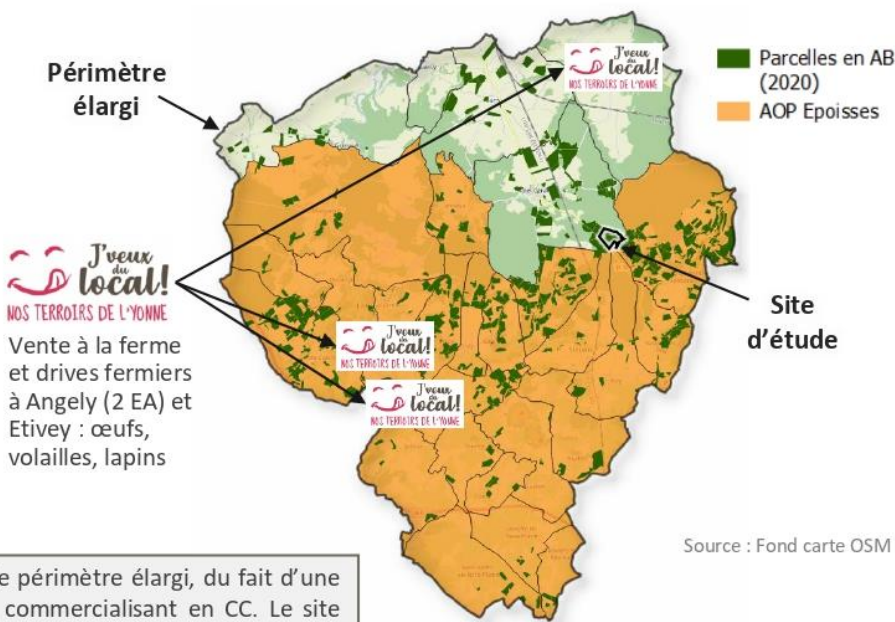 Périmètre
élargi
J'veux
du
local!
NOS TERROIRS DE L'YONNE
Parcelles en AB
(2020)
AOP Epoisses
J'veux
du
local!
NOS TERROIRS DE L'YONNE
Vente à la ferme
et drives fermiers
à Angely (2 EA) et
Etivey : œufs,
volailles, lapins
J'veux
du
local!
NOS TERROIRS DE L'YONNE
J'veux
du
local!
NOS TERROIRS DE L'YONNE
Site
d'étude
Source : Fond carte OSM
e périmètre élargi, du fait d'une
commercialisant en CC. Le site